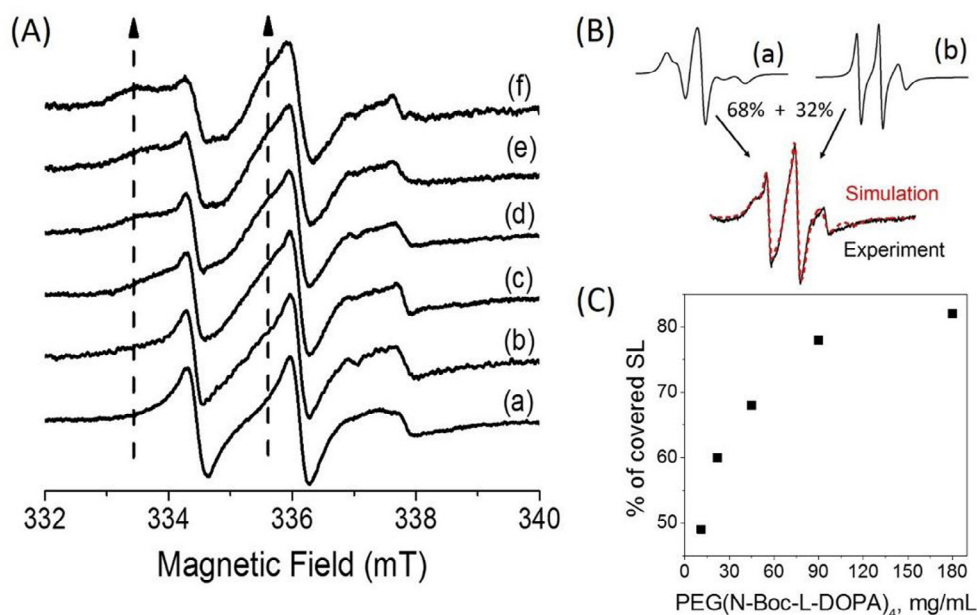 (A)
(f)
(e)
(d)
(c)
(b)
(a)
332 334 336 338 340
Magnetic Field (mT)
(B)
(a)
(b)
68% + 32%
Simulation
Experiment
(C)
80
70
60
50
% of covered SL
0 30 60 90 120 150 180
PEG(N-Boc-L-DOPA)₄, mg/mL